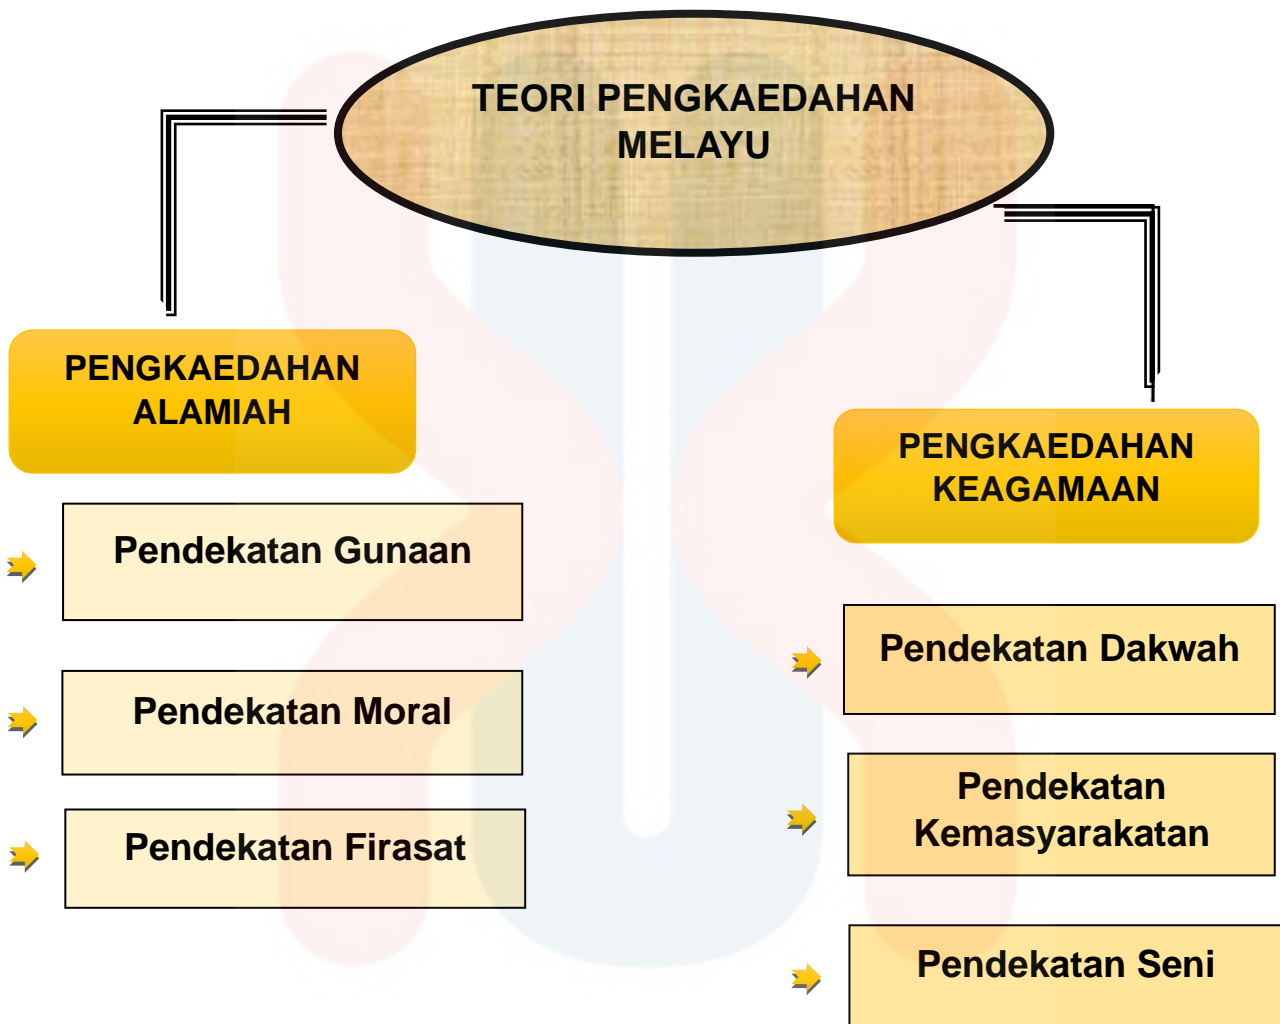 TEORI PENGKAEDAHAN
MELAYU
PENGKAEDAHAN
ALAMIAH
Pendekatan Gunaan
Pendekatan Moral
Pendekatan Firasat
PENGKAEDAHAN
KEAGAMAAN
Pendekatan Dakwah
Pendekatan
Kemasyarakatan
Pendekatan Seni